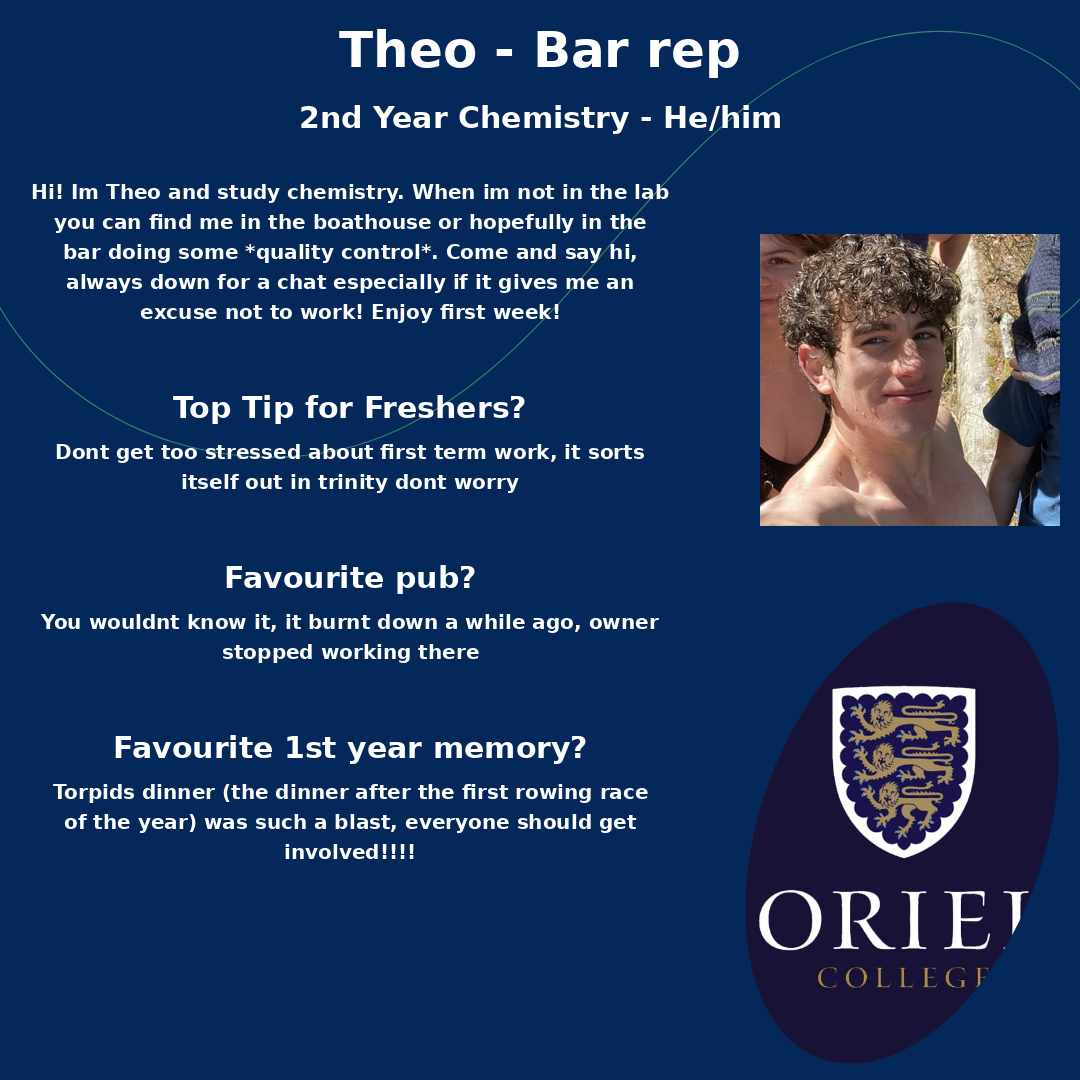 Theo - Bar rep
2nd Year Chemistry - He/him
Hi! Im Theo and study chemistry. When im not in the lab
you can find me in the boathouse or hopefully in the
bar doing some *quality control*. Come and say hi,
always down for a chat especially if it gives me an
excuse not to work! Enjoy first week!
Top Tip for Freshers?
Dont get too stressed about first term work, it sorts
itself out in trinity dont worry
Favourite pub?
You wouldnt know it, it burnt down a while ago, owner
stopped working there
Favourite 1st year memory?
Torpids dinner (the dinner after the first rowing race
of the year) was such a blast, everyone should get
involved!!!!
ORIEL
COLLEGE